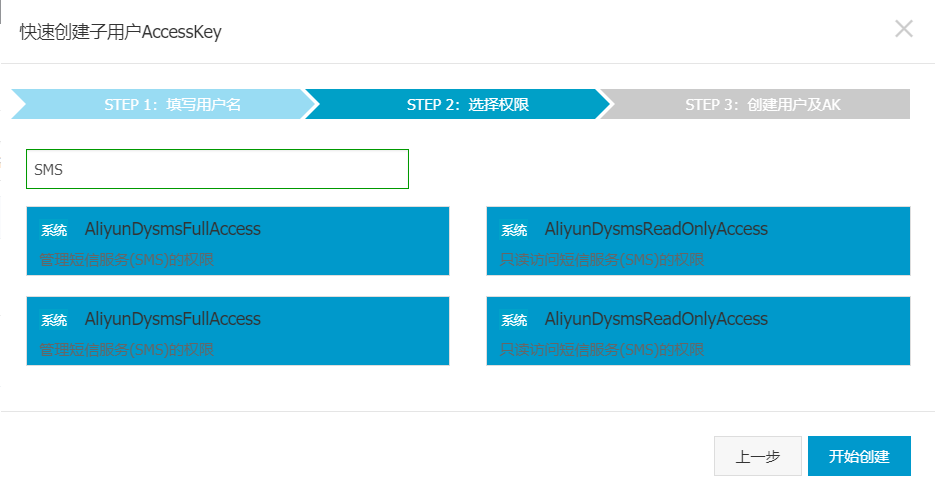 快速创建子用户AccessKey
STEP 1：填写用户名
STEP 2：选择权限
STEP 3：创建用户及AK
SMS
系统 AliyunDysmsFullAccess
管理短信服务(SMS)的权限
系统 AliyunDysmsReadOnlyAccess
只读访问短信服务(SMS)的权限
系统 AliyunDysmsFullAccess
管理短信服务(SMS)的权限
系统 AliyunDysmsReadOnlyAccess
只读访问短信服务(SMS)的权限
上一步
开始创建